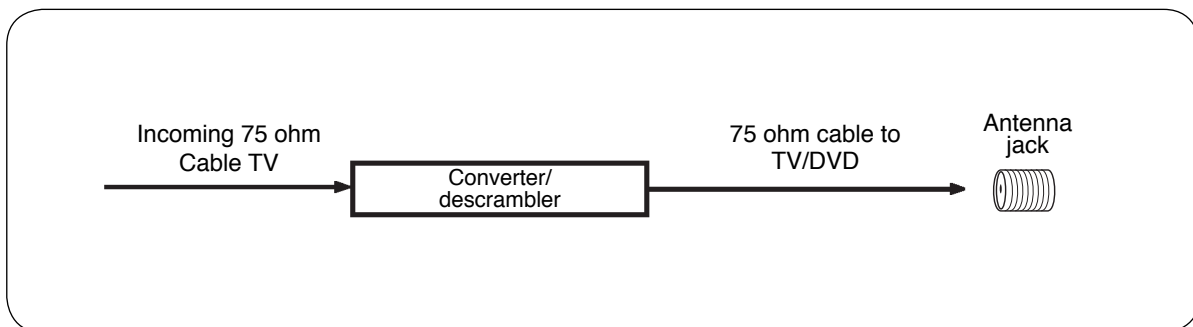 Incoming 75 ohm
Cable TV
Converter/
descrambler
75 ohm cable to
TV/DVD
Antenna
jack